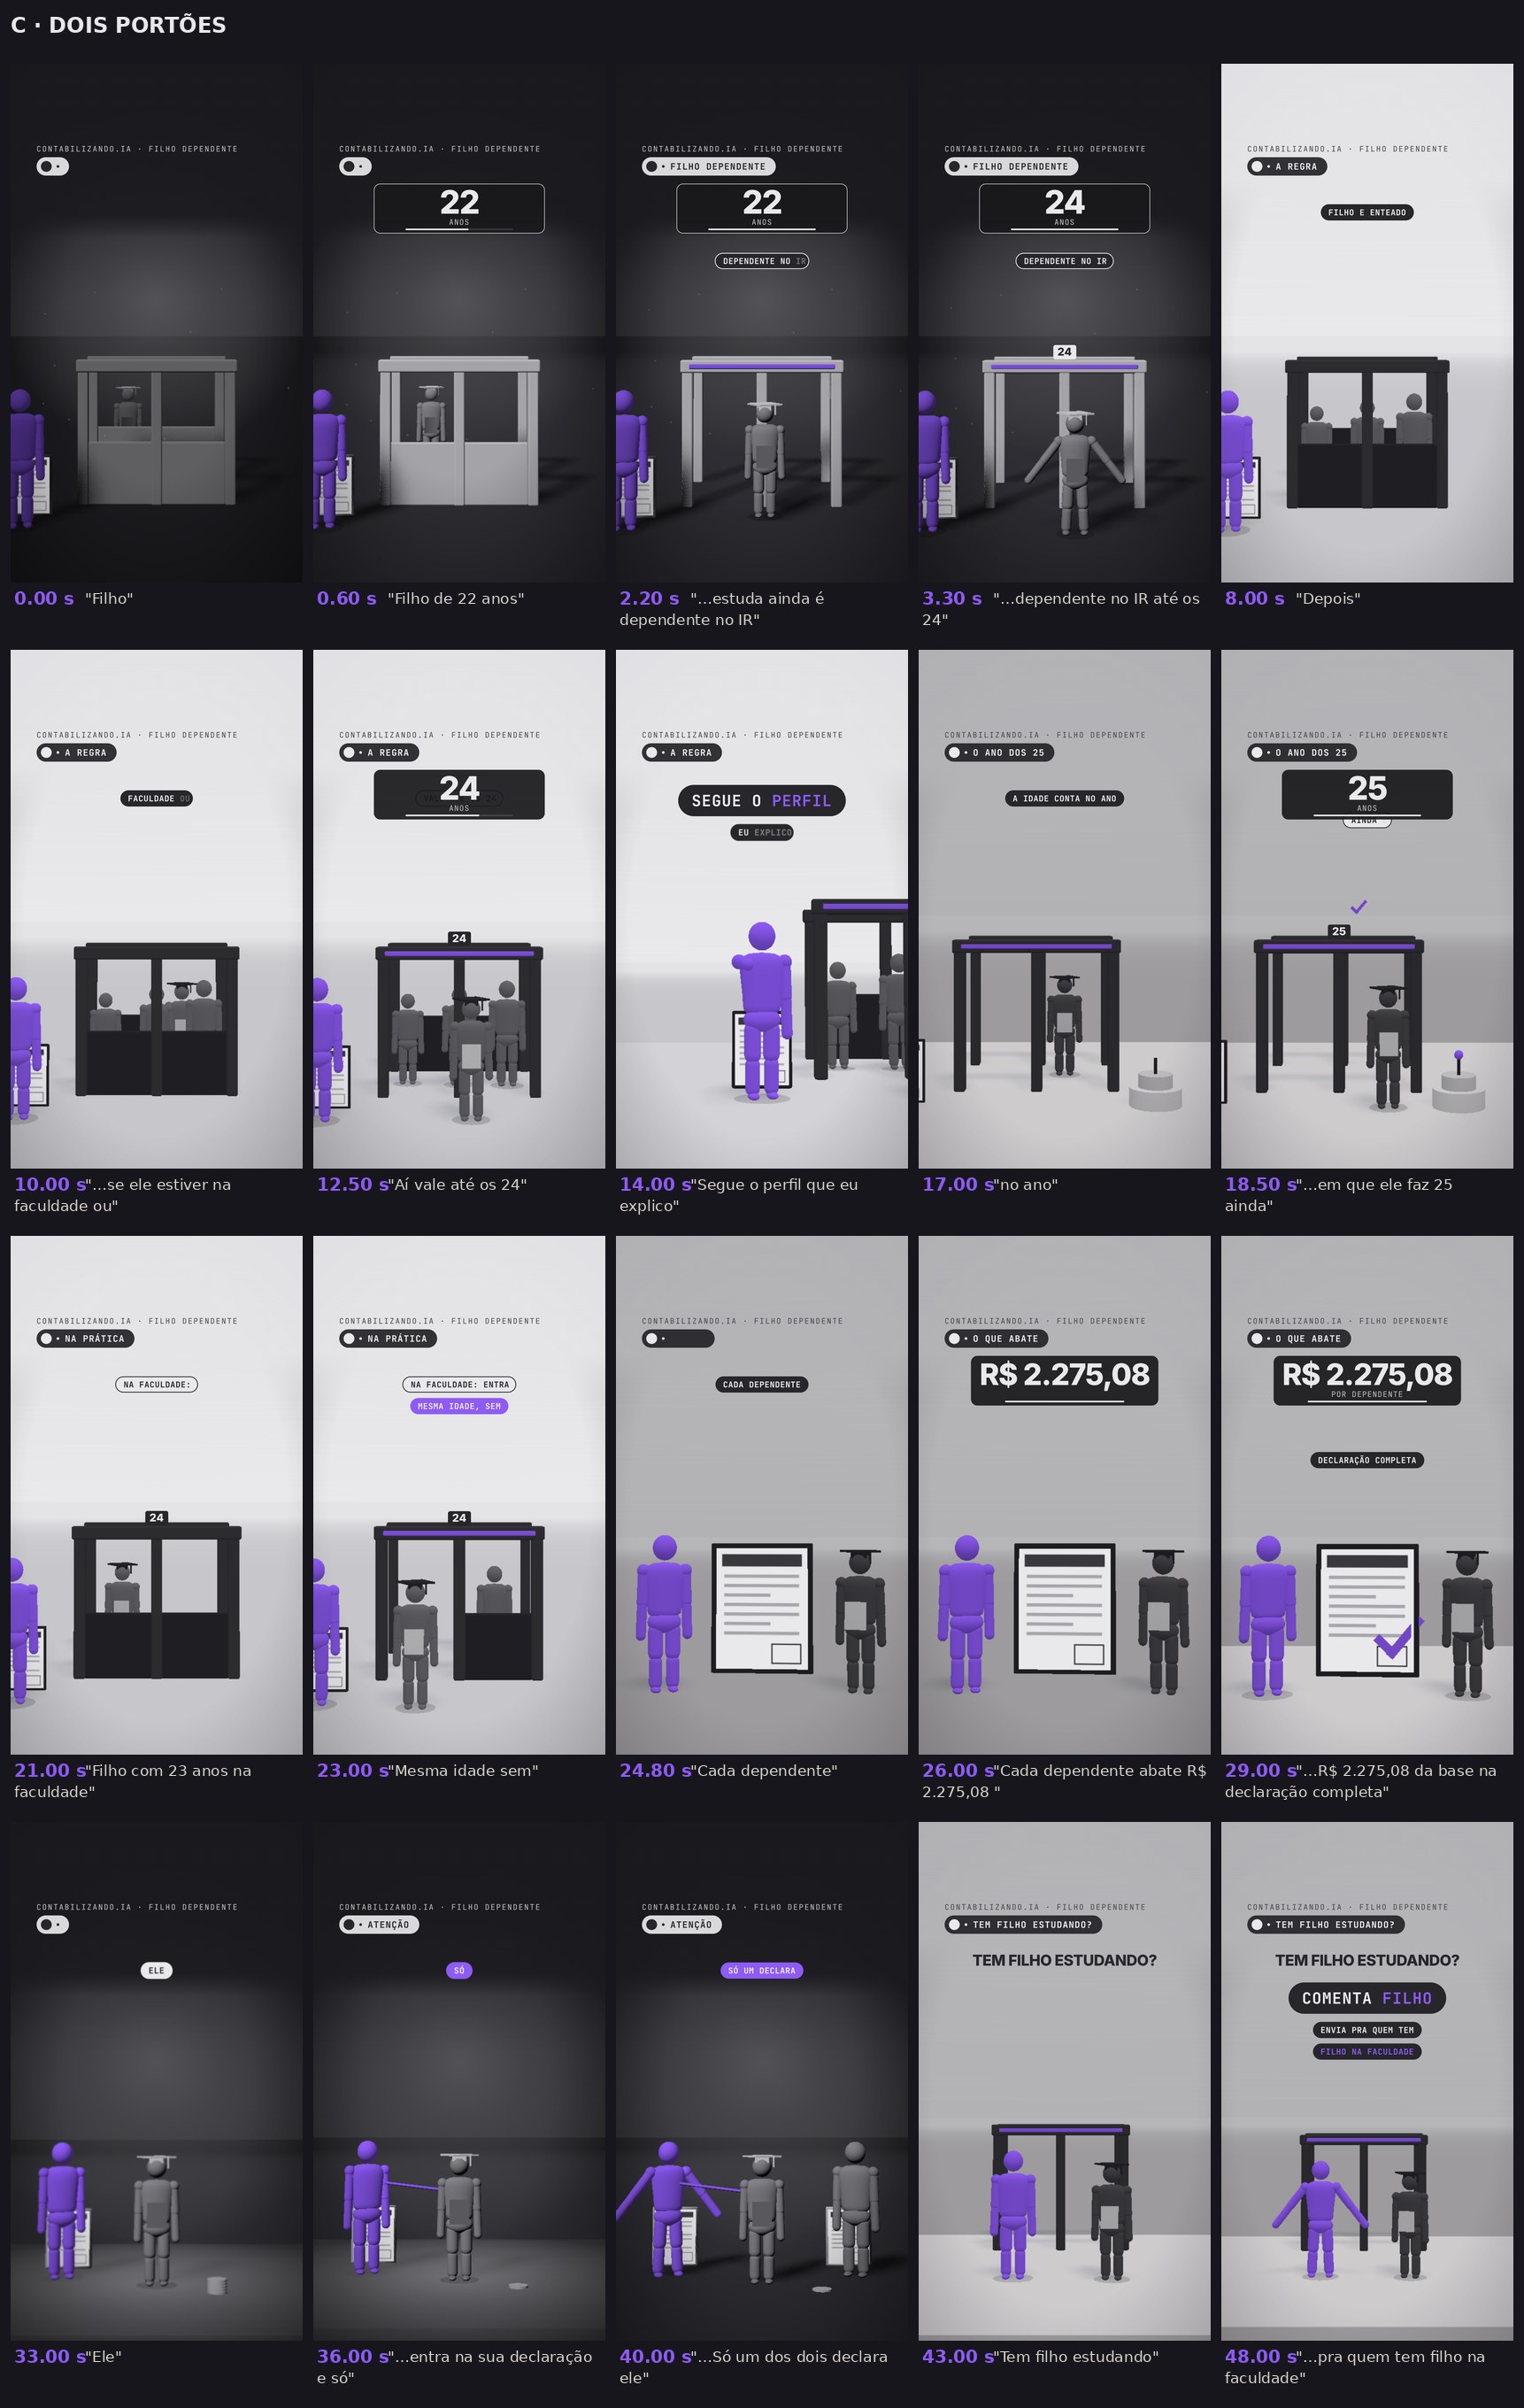 C · DOIS PORTÕES
CONTABILIZANDO.IA · FILHO DEPENDENTE
CONTABILIZANDO.IA · FILHO DEPENDENTE
22
ANOS
CONTABILIZANDO.IA · FILHO DEPENDENTE
• FILHO DEPENDENTE
22
ANOS
DEPENDENTE NO IR
CONTABILIZANDO.IA · FILHO DEPENDENTE
• FILHO DEPENDENTE
24
ANOS
DEPENDENTE NO IR
24
CONTABILIZANDO.IA · FILHO DEPENDENTE
• A REGRA
FILHO E ENTEADO
0.00 s "Filho"
0.60 s "Filho de 22 anos"
2.20 s "...estuda ainda é
dependente no IR"
3.30 s "...dependente no IR até os
24"
8.00 s "Depois"
CONTABILIZANDO.IA · FILHO DEPENDENTE
• A REGRA
FACULDADE OU
CONTABILIZANDO.IA · FILHO DEPENDENTE
• A REGRA
24
ANOS
24
CONTABILIZANDO.IA · FILHO DEPENDENTE
• A REGRA
SEGUE O PERFIL
EU EXPLICO
CONTABILIZANDO.IA · FILHO DEPENDENTE
• O ANO DOS 25
A IDADE CONTA NO ANO
CONTABILIZANDO.IA · FILHO DEPENDENTE
• O ANO DOS 25
25
ANOS
AINDA
25
10.00 s "...se ele estiver na
faculdade ou"
12.50 s "Aí vale até os 24"
14.00 s "Segue o perfil que eu
explico"
17.00 s "no ano"
18.50 s "...em que ele faz 25
ainda"
CONTABILIZANDO.IA · FILHO DEPENDENTE
• NA PRÁTICA
NA FACULDADE:
24
CONTABILIZANDO.IA · FILHO DEPENDENTE
• NA PRÁTICA
NA FACULDADE: ENTRA
MESMA IDADE, SEM
24
CONTABILIZANDO.IA · FILHO DEPENDENTE
CADA DEPENDENTE
CONTABILIZANDO.IA · FILHO DEPENDENTE
• O QUE ABATE
R$ 2.275,08
CONTABILIZANDO.IA · FILHO DEPENDENTE
• O QUE ABATE
R$ 2.275,08
POR DEPENDENTE
DECLARAÇÃO COMPLETA
21.00 s "Filho com 23 anos na
faculdade"
23.00 s "Mesma idade sem"
24.80 s "Cada dependente"
26.00 s "Cada dependente abate R$
2.275,08 "
29.00 s "...R$ 2.275,08 da base na
declaração completa"
CONTABILIZANDO.IA · FILHO DEPENDENTE
ELE
CONTABILIZANDO.IA · FILHO DEPENDENTE
• ATENÇÃO
SÓ
CONTABILIZANDO.IA · FILHO DEPENDENTE
• ATENÇÃO
SÓ UM DECLARA
CONTABILIZANDO.IA · FILHO DEPENDENTE
• TEM FILHO ESTUDANDO?
TEM FILHO ESTUDANDO?
CONTABILIZANDO.IA · FILHO DEPENDENTE
• TEM FILHO ESTUDANDO?
TEM FILHO ESTUDANDO?
COMENTA FILHO
ENVIA PRA QUEM TEM
FILHO NA FACULDADE
33.00 s "Ele"
36.00 s "...entra na sua declaração
e só"
40.00 s "...Só um dos dois declara
ele"
43.00 s "Tem filho estudando"
48.00 s "...pra quem tem filho na
faculdade"